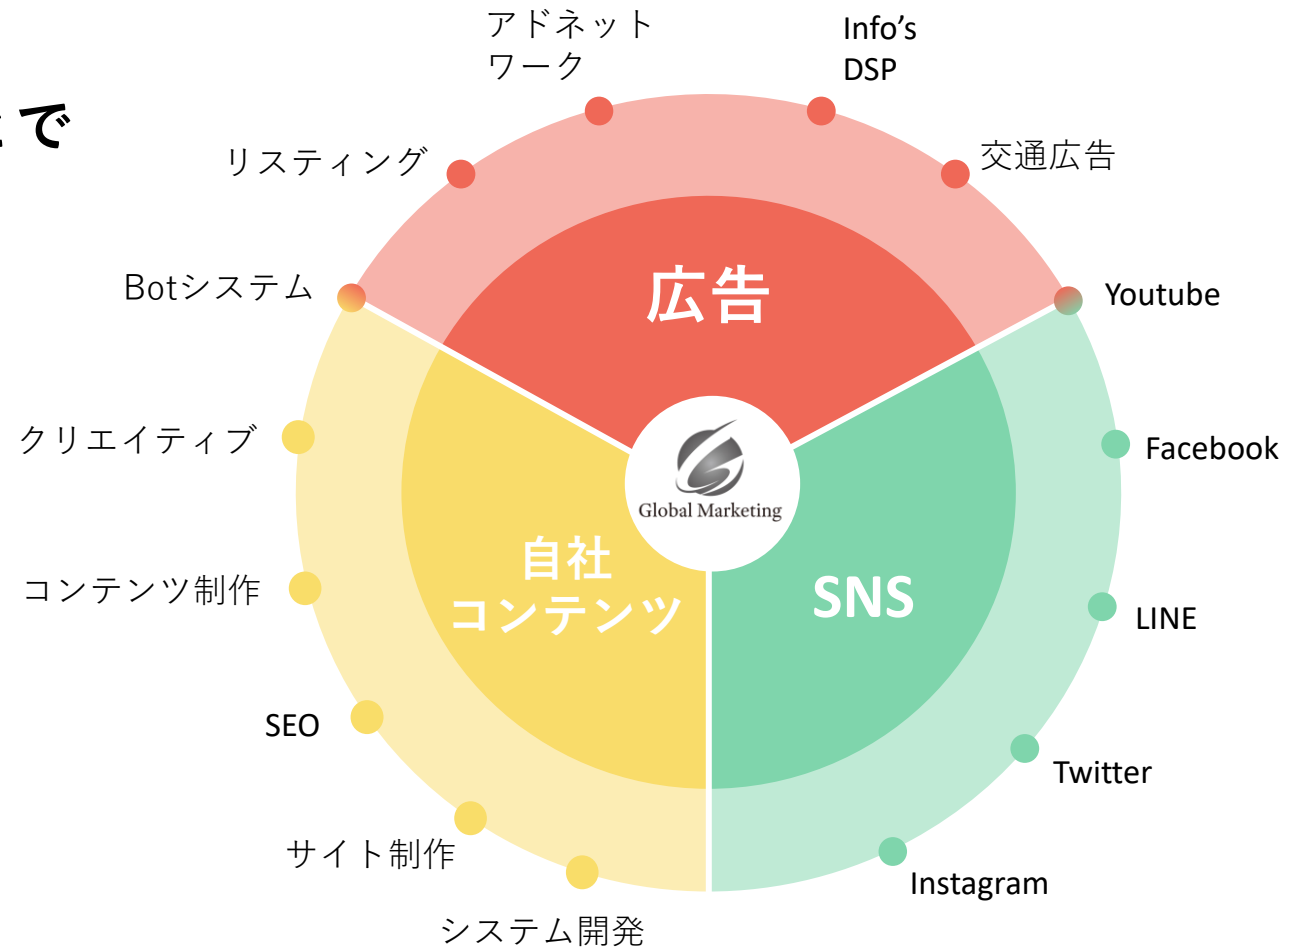 アドネット
ワーク
Info's
DSP
で
リスティング
交通広告
Botシステム
広告
Youtube
クリエイティブ
Facebook
Global Marketing
自社
コンテンツ
SNS
コンテンツ制作
LINE
SEO
Twitter
サイト制作
Instagram
システム開発